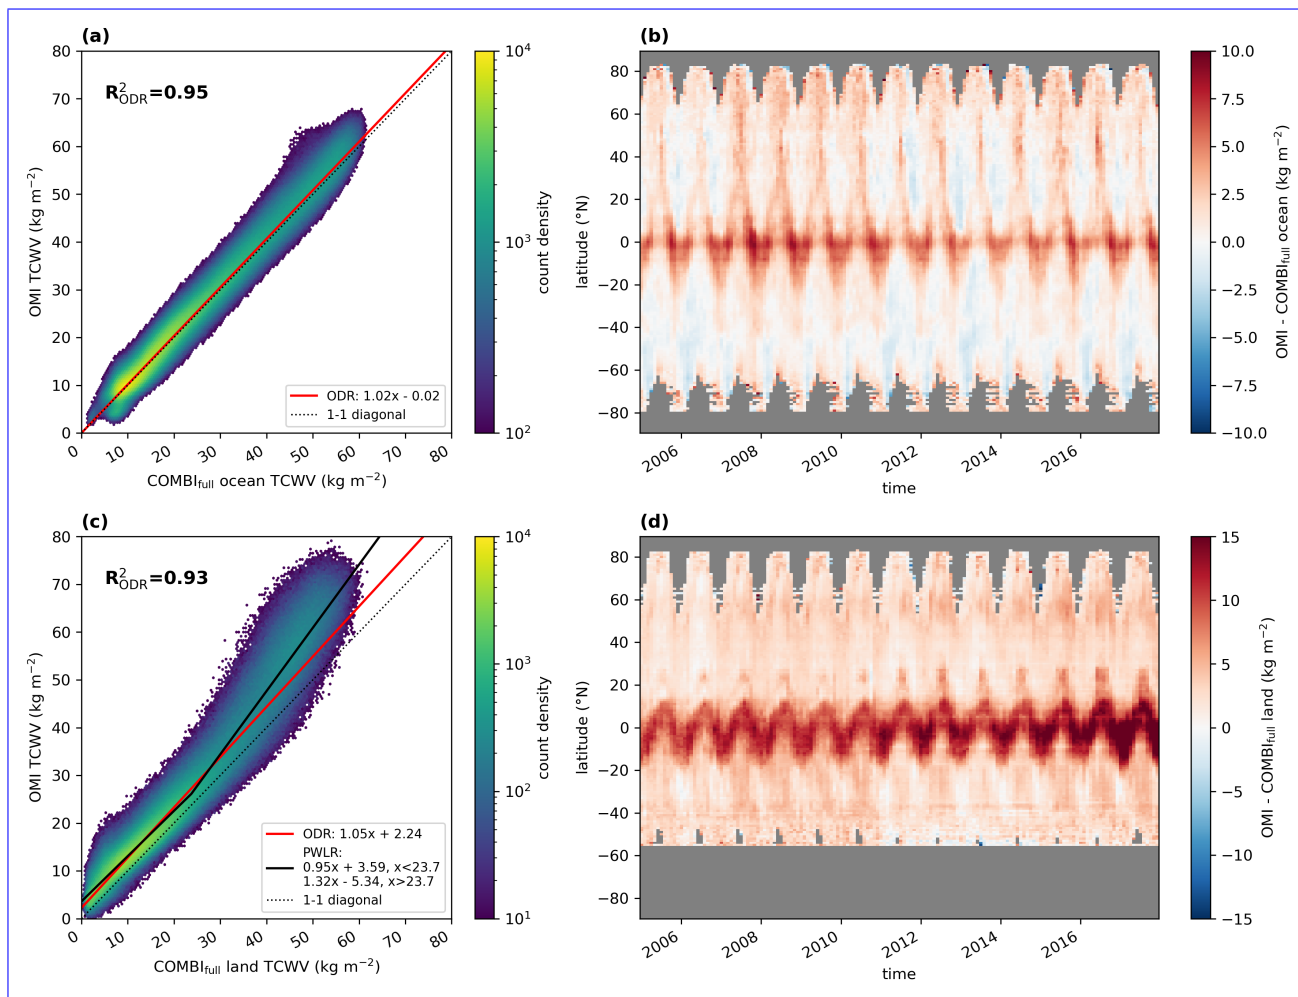 (a)
80
70
60
50
40
30
20
10
0
OMI TCWV (kg m−2)
R²ODR=0.95
ODR: 1.02x - 0.02
1-1 diagonal
0 10 20 30 40 50 60 70 80
COMBIfull ocean TCWV (kg m−2)
10⁴
10³
10²
count density
(b)
80
60
40
20
0
−20
−40
−60
−80
latitude (°N)
2006 2008 2010 2012 2014 2016
time
10.0
7.5
5.0
2.5
0.0
−2.5
−5.0
−7.5
−10.0
OMI - COMBIfull ocean (kg m−2)
(c)
80
70
60
50
40
30
20
10
0
OMI TCWV (kg m−2)
R²ODR=0.93
ODR: 1.05x + 2.24
PWLR:
0.95x + 3.59, x<23.7
1.32x - 5.34, x>23.7
1-1 diagonal
0 10 20 30 40 50 60 70 80
COMBIfull land TCWV (kg m−2)
10⁴
10³
10²
10¹
count density
(d)
80
60
40
20
0
−20
−40
−60
−80
latitude (°N)
2006 2008 2010 2012 2014 2016
time
15
10
5
0
−5
−10
−15
OMI - COMBIfull land (kg m−2)